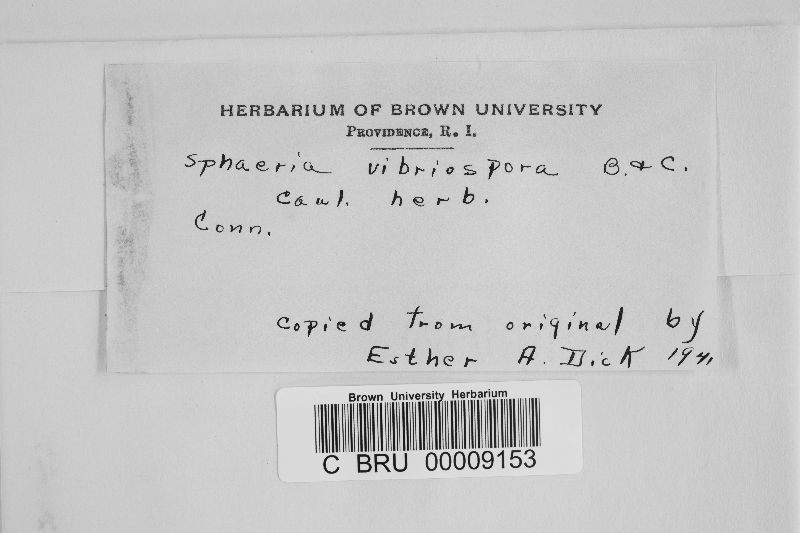 HERBARIUM OF BROWN UNIVERSITY
PROVIDENCE, R. I.
Sphaeria vibriospora B. & C.
Caul. herb.
Conn.
Copied from original by
Esther A. Dick 1941
Brown University Herbarium
C BRU 00009153